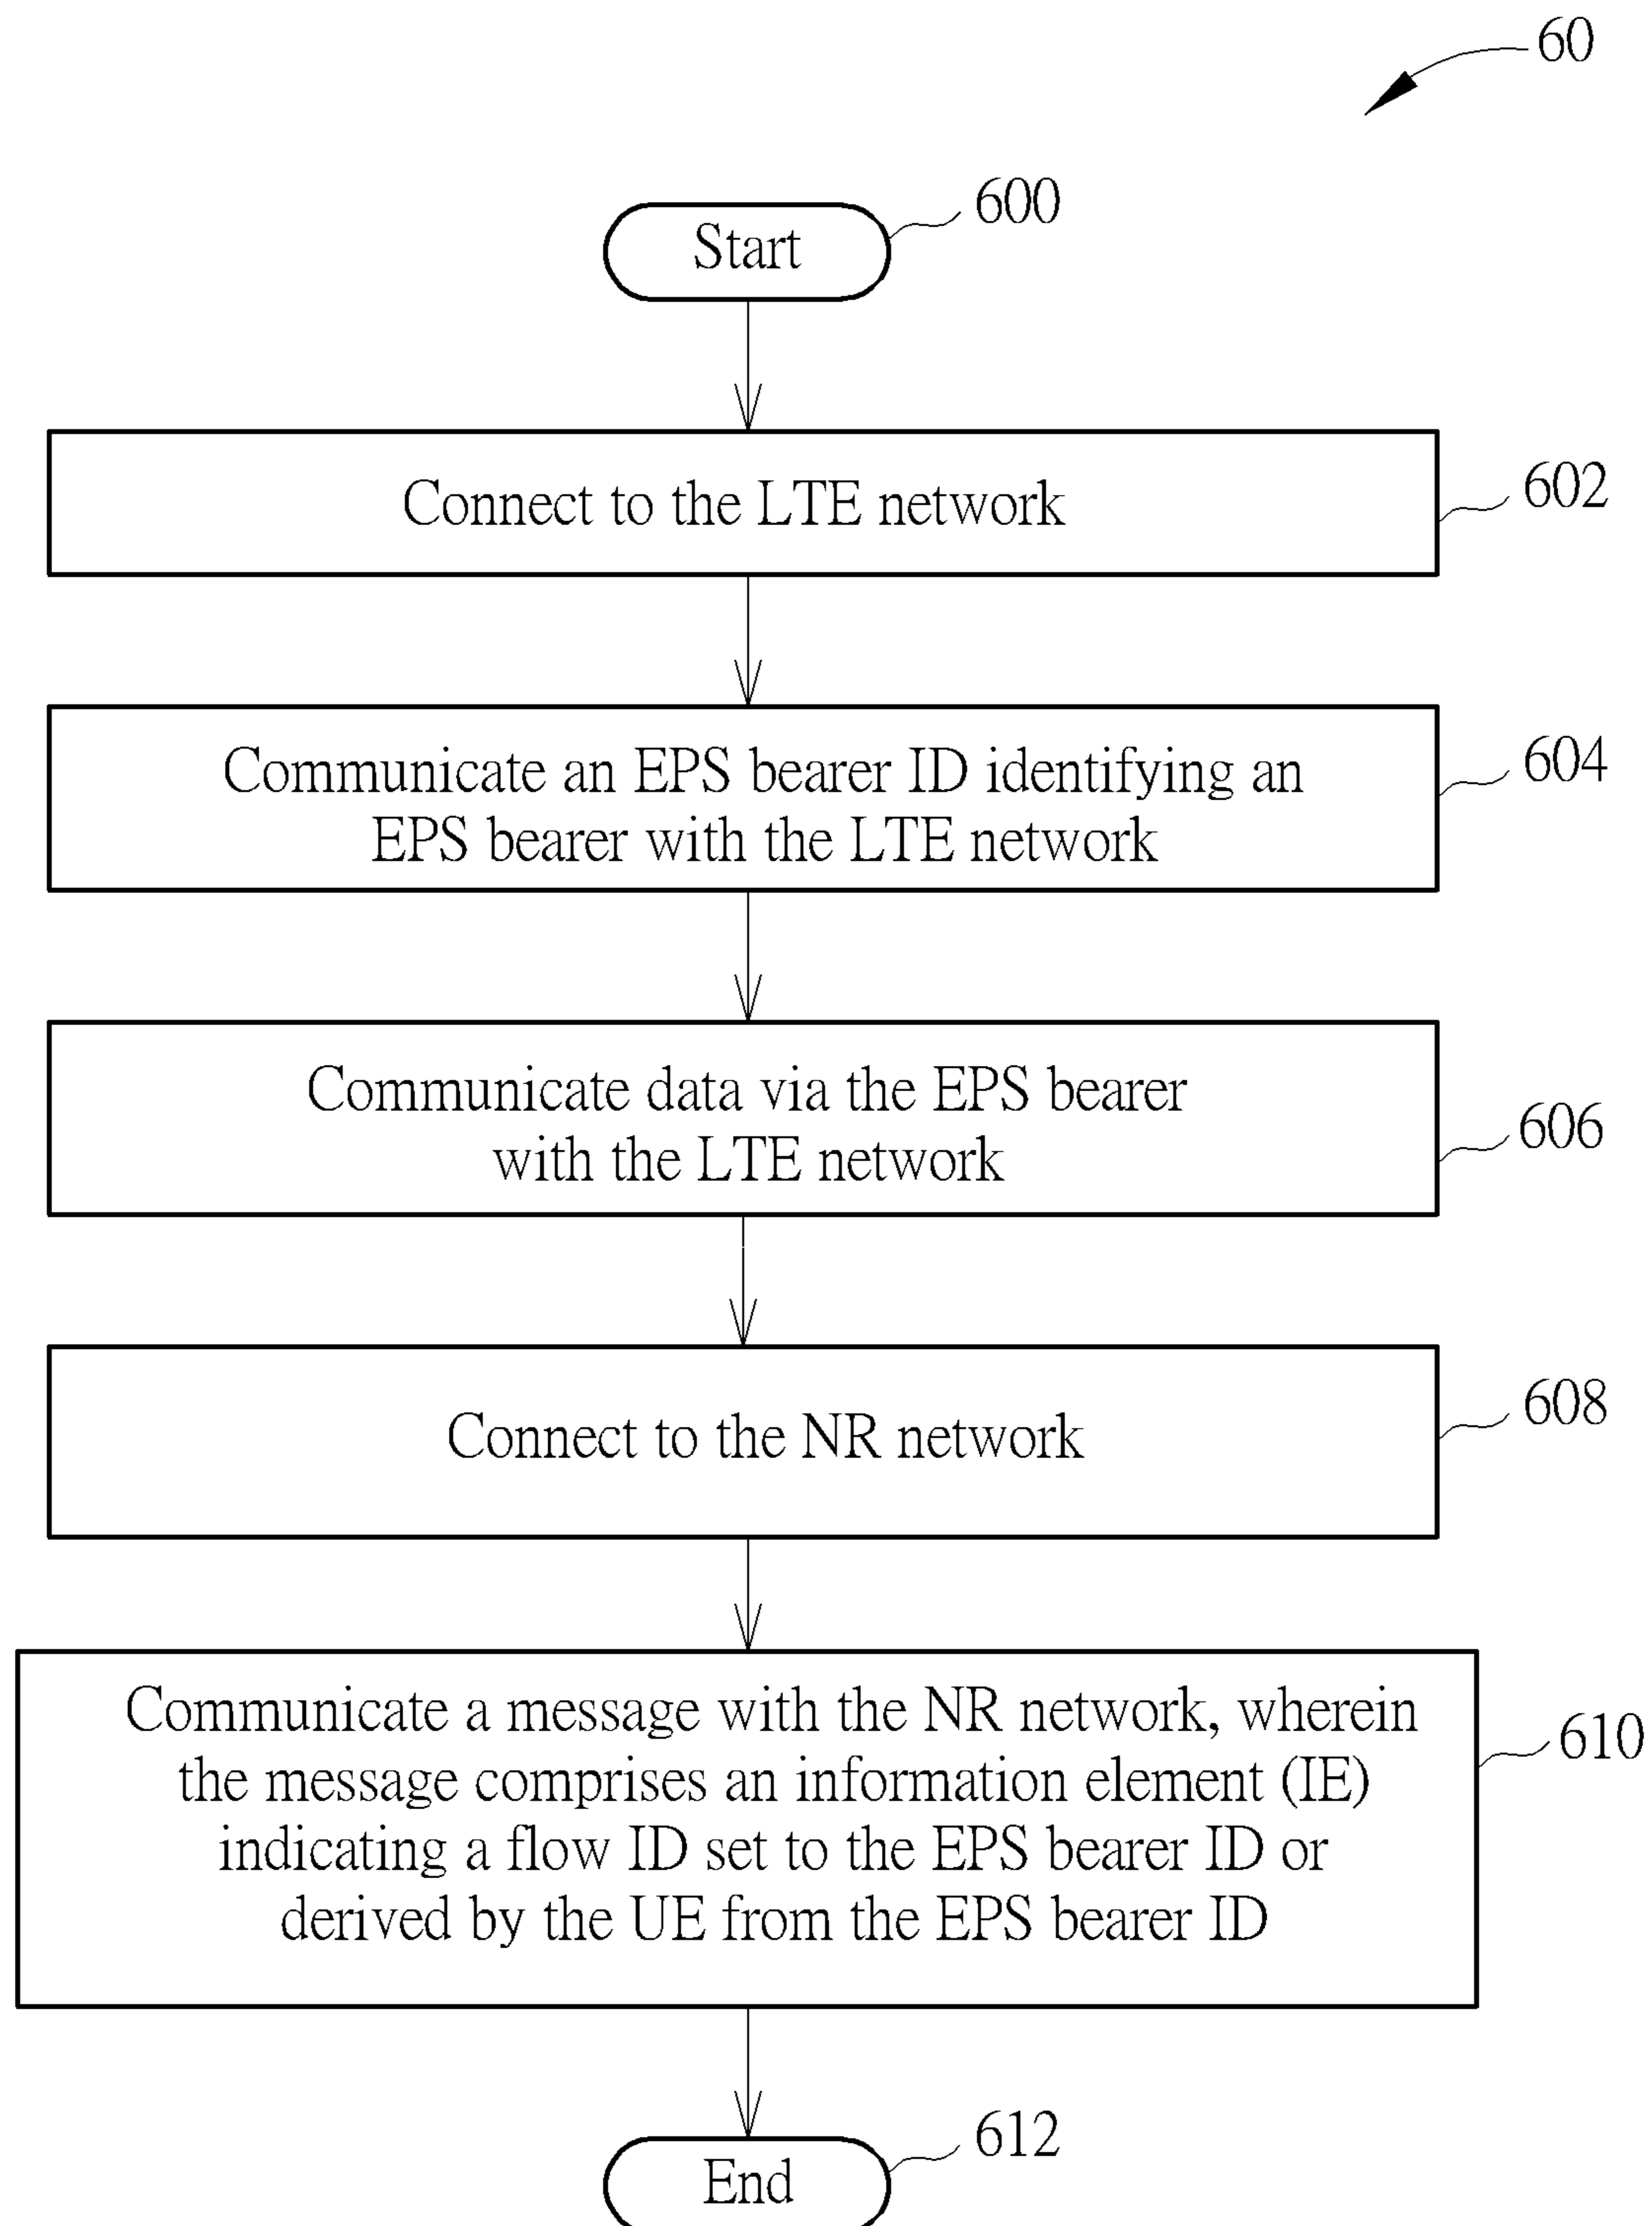 60
600
Start
Connect to the LTE network
602
Communicate an EPS bearer ID identifying an
EPS bearer with the LTE network
604
Communicate data via the EPS bearer
with the LTE network
606
Connect to the NR network
608
Communicate a message with the NR network, wherein
the message comprises an information element (IE)
indicating a flow ID set to the EPS bearer ID or
derived by the UE from the EPS bearer ID
610
612
End